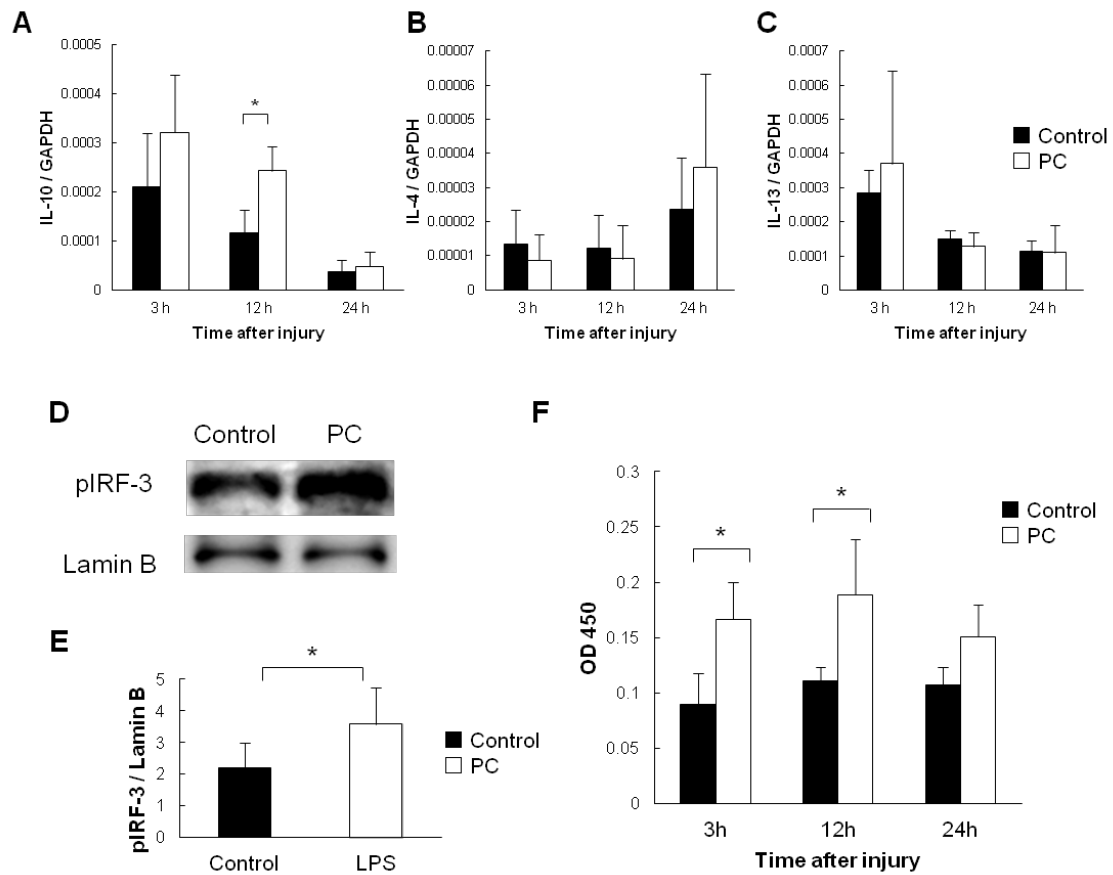 A
IL-10 / GAPDH
0.0005
0.0004
0.0003
0.0002
0.0001
0
*
3 h 12 h 24 h
Time after injury
B
IL-4 / GAPDH
0.00007
0.00006
0.00005
0.00004
0.00003
0.00002
0.00001
0
3 h 12 h 24 h
Time after injury
C
IL-13 / GAPDH
0.0007
0.0006
0.0005
0.0004
0.0003
0.0002
0.0001
0
3 h 12 h 24 h
Time after injury
Control
PC
D
Control PC
pIRF-3
Lamin B
E
pIRF-3 / Lamin B
5
4
3
2
1
0
*
Control LPS
Control
PC
F
OD 450
0.3
0.25
0.2
0.15
0.1
0.05
0
*
*
3h 12h 24h
Time after injury
Control
PC